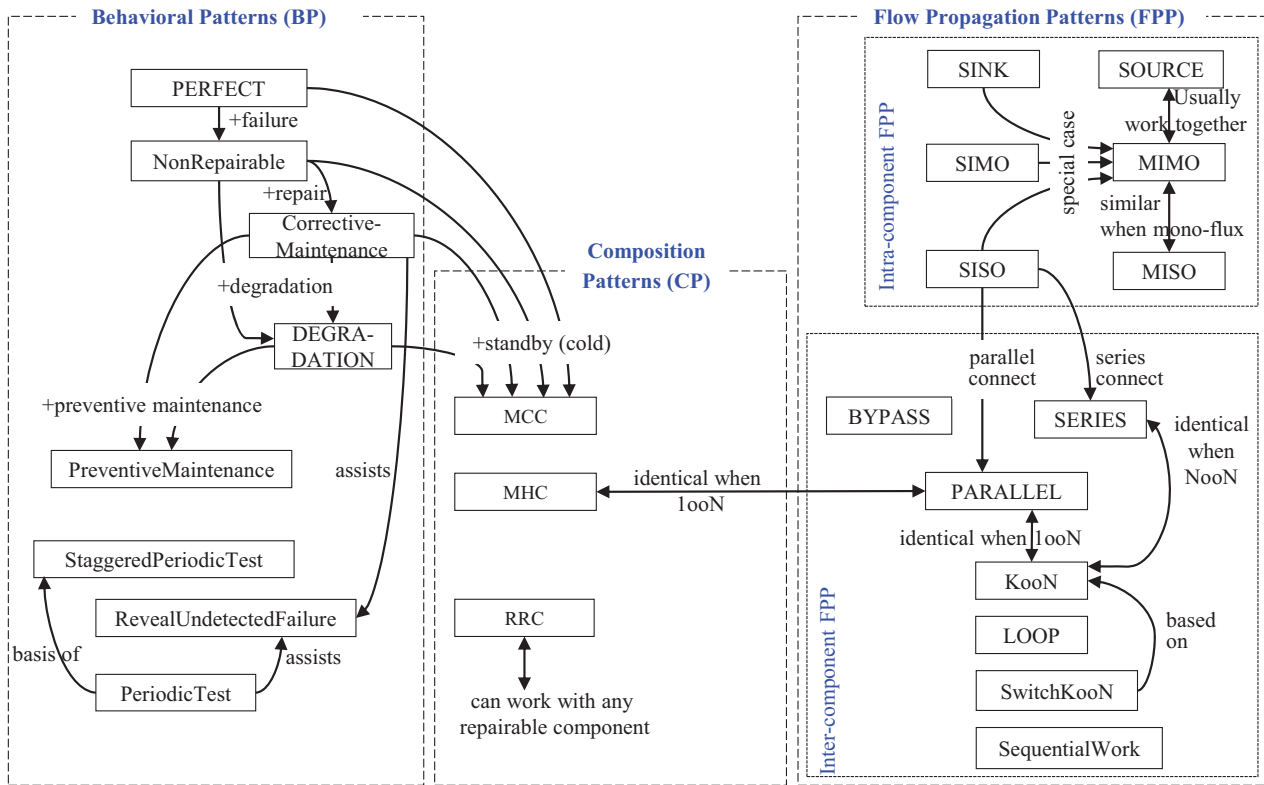 Behavioral Patterns (BP)
PERFECT
+failure
NonRepairable
+repair
Corrective-
Maintenance
+degradation
DEGRA-
DATION
+preventive maintenance
PreventiveMaintenance
assists
StaggeredPeriodicTest
RevealUndetectedFailure
basis of
assists
PeriodicTest
Composition
Patterns (CP)
+standby (cold)
MCC
MHC
identical when
1ooN
RRC
can work with any
repairable component
Flow Propagation Patterns (FPP)
Intra-component FPP
SINK
SOURCE
Usually
work together
special case
SIMO
MIMO
similar
when mono-flux
SISO
MISO
Inter-component FPP
parallel
connect
series
connect
BYPASS
SERIES
identical
when
NooN
PARALLEL
identical when 1ooN
KooN
LOOP
based
on
SwitchKooN
SequentialWork